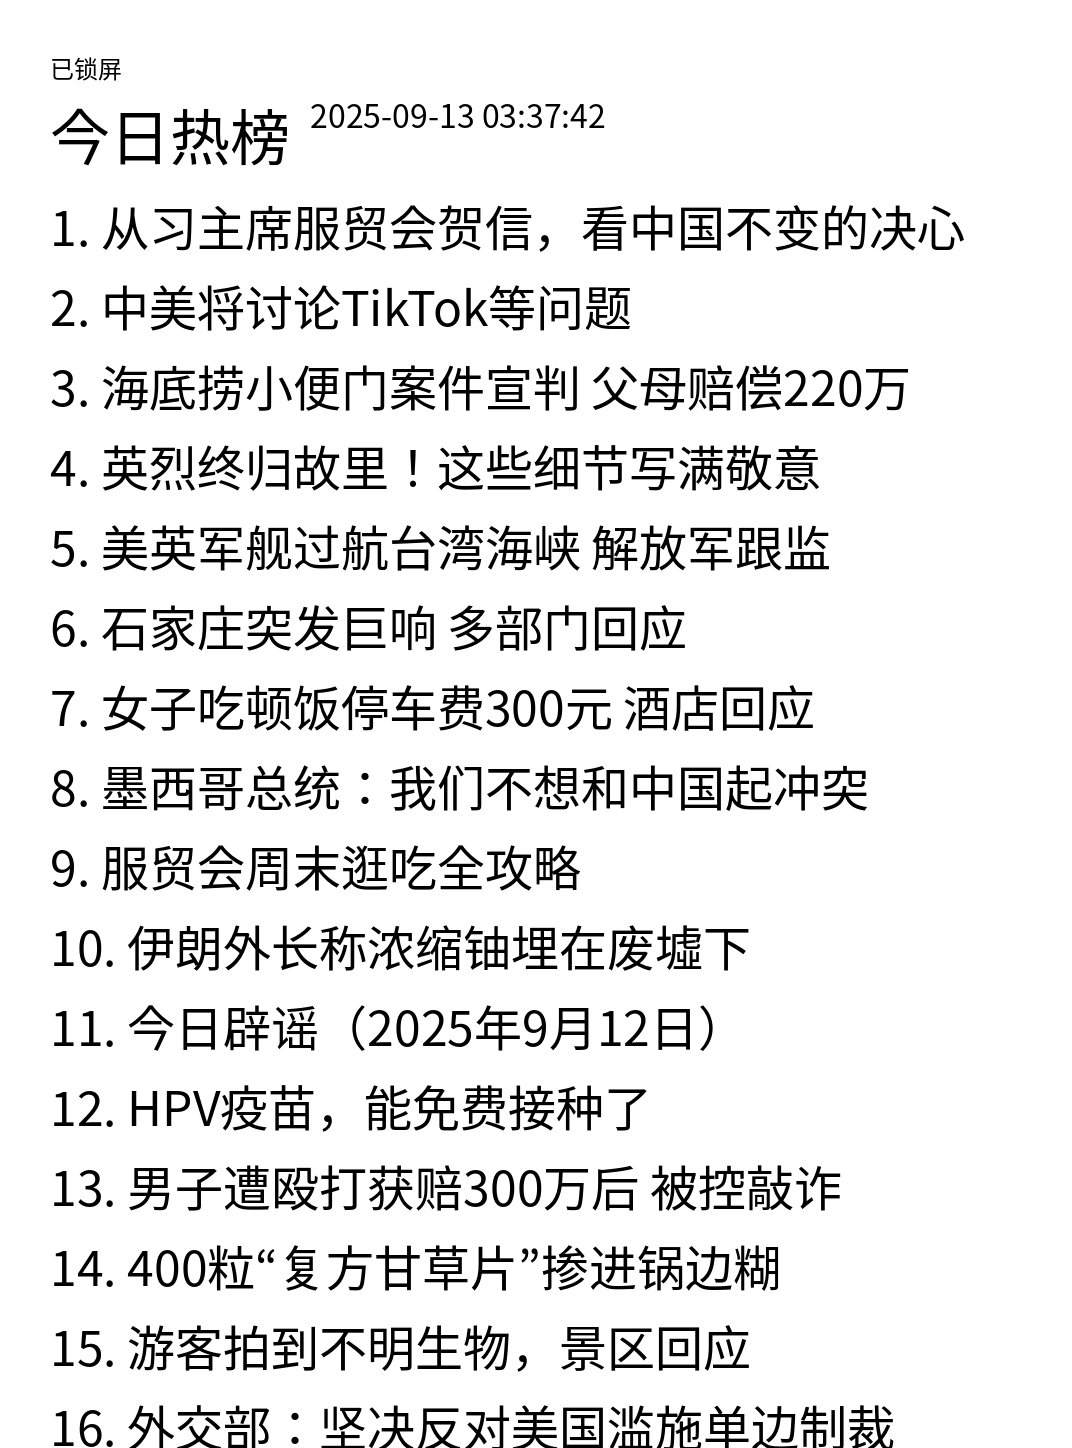 已锁屏
今日热榜 2025-09-13 03:37:42
1. 从习主席服贸会贺信，看中国不变的决心
2. 中美将讨论TikTok等问题
3. 海底捞小便门案件宣判 父母赔偿220万
4. 英烈终归故里！这些细节写满敬意
5. 美英军舰过航台湾海峡 解放军跟监
6. 石家庄突发巨响 多部门回应
7. 女子吃顿饭停车费300元 酒店回应
8. 墨西哥总统：我们不想和中国起冲突
9. 服贸会周末逛吃全攻略
10. 伊朗外长称浓缩铀埋在废墟下
11. 今日辟谣（2025年9月12日）
12. HPV疫苗，能免费接种了
13. 男子遭殴打获赔300万后 被控敲诈
14. 400粒“复方甘草片”掺进锅边糊
15. 游客拍到不明生物，景区回应
16. 外交部：坚决反对美国滥施单边制裁